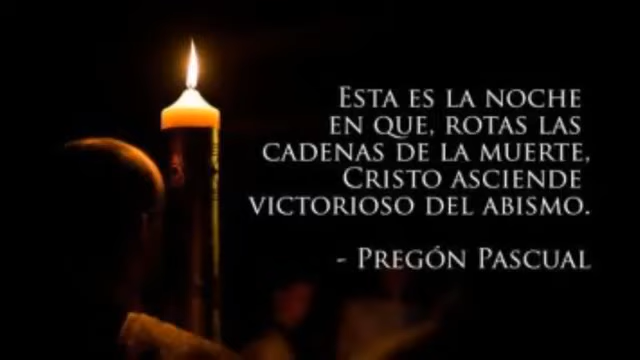 Esta es la noche
en que, rotas las
cadenas de la muerte,
Cristo asciende
victorioso del abismo.
- Pregón Pascual